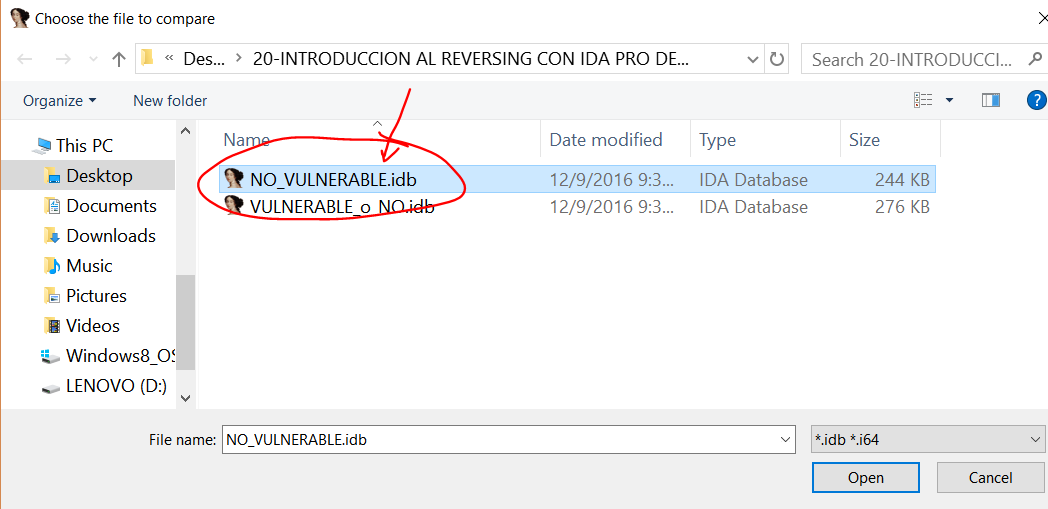 Choose the file to compare
« Des... > 20-INTRODUCCION AL REVERSING CON IDA PRO DE...
Search 20-INTRODUCCI...
Organize
New folder
?
Name
Date modified
Type
Size
This PC
Desktop
Documents
Downloads
Music
Pictures
Videos
Windows8_OS
LENOVO (D:)
NO_VULNERABLE.idb 12/9/2016 9:3... IDA Database 244 KB
VULNERABLE_o_NO.idb 12/9/2016 9:3... IDA Database 276 KB
File name: NO_VULNERABLE.idb
*.idb *.i64
Open
Cancel